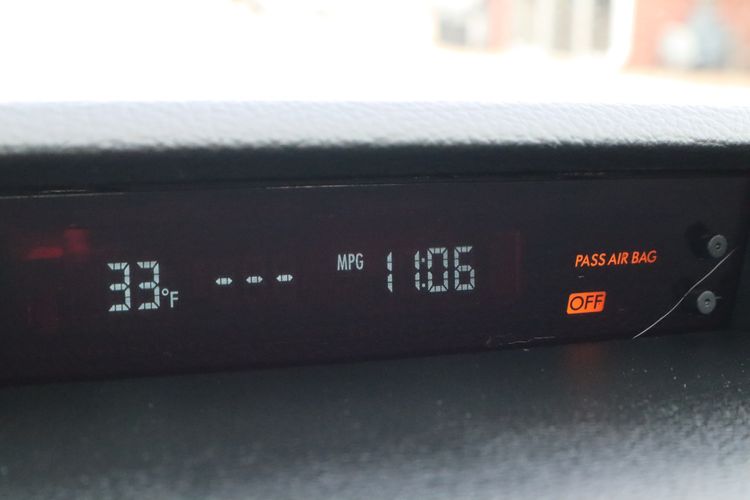 33°F --- MPG 11:06
PASS AIR BAG
OFF